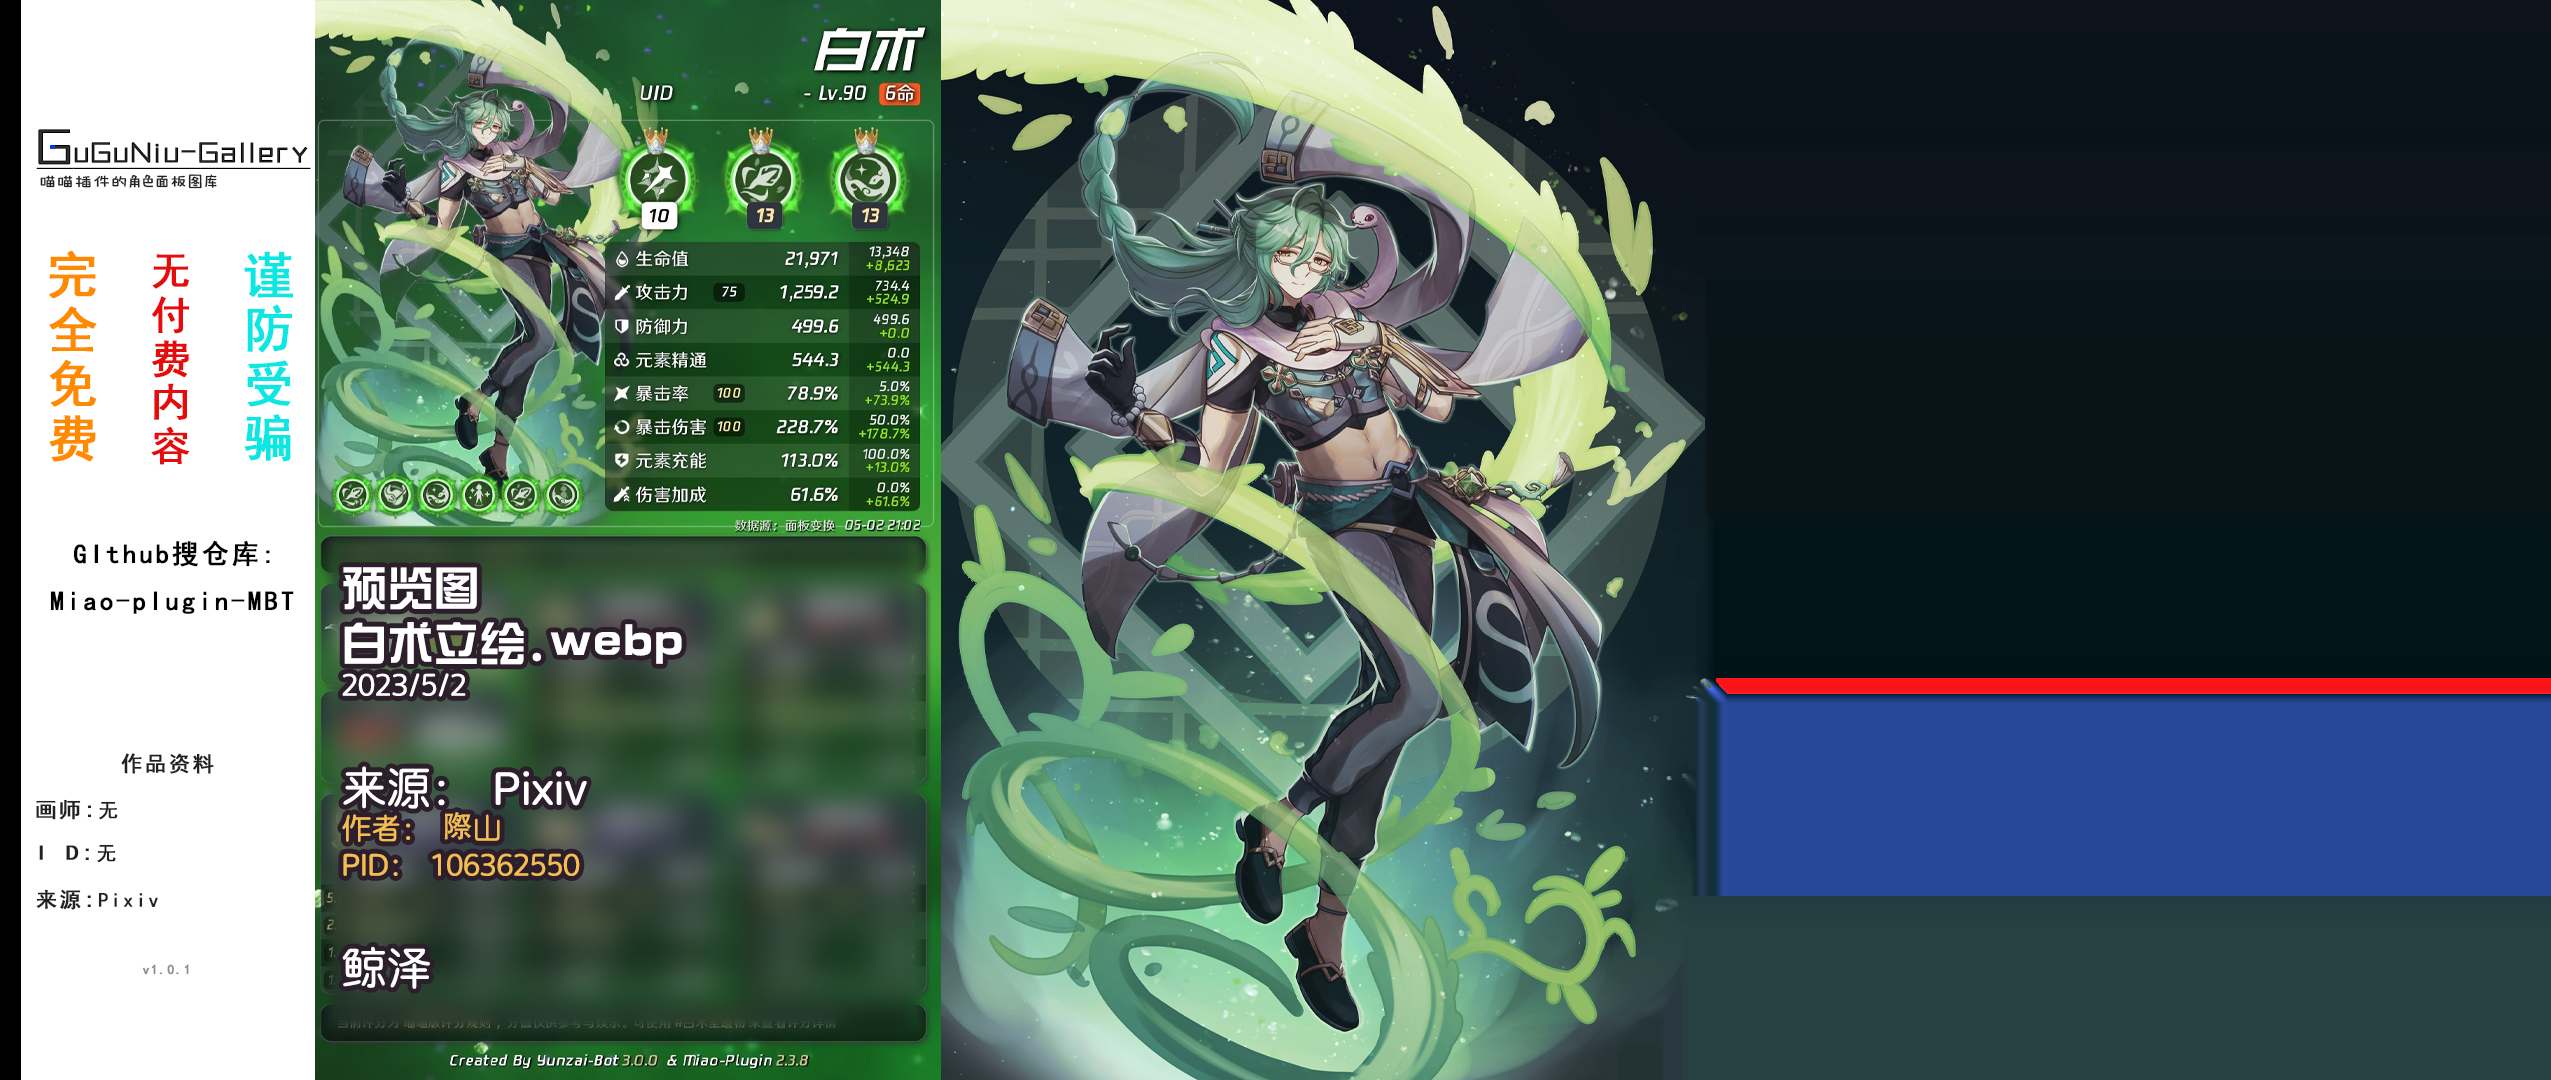 GuGuNiu-Gallery
喵喵插件的角色面板图库
完全免费
无付费内容
谨防受骗
GIthub搜仓库:
Miao-plugin-MBT
作品资料
画师:无
I D:无
来源:Pixiv
v1.0.1
白术
UID - Lv.90 6命
10 13 13
生命值 21,971 13,348 +8,623
攻击力 75 1,259.2 734.4 +524.9
防御力 499.6 499.6 +0.0
元素精通 544.3 0.0 +544.3
暴击率 100 78.9% 5.0% +73.9%
暴击伤害 100 228.7% 50.0% +178.7%
元素充能 113.0% 100.0% +13.0%
伤害加成 61.6% 0.0% +61.6%
数据源: 面板变换 05-02 21:02
预览图
白术立绘.webp
2023/5/2
来源: Pixiv
作者: 際山
PID: 106362550
鲸泽
Created By Yunzai-Bot 3.0.0 & Miao-Plugin 2.3.8